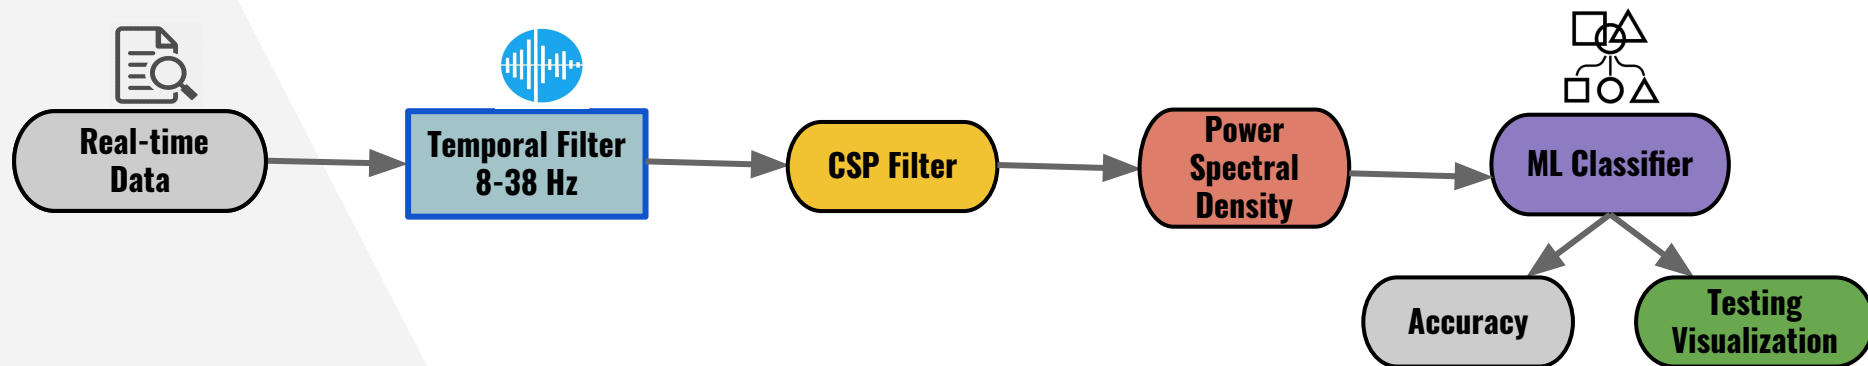 Real-time
Data
Temporal Filter
8-38 Hz
CSP Filter
Power
Spectral
Density
ML Classifier
Accuracy
Testing
Visualization